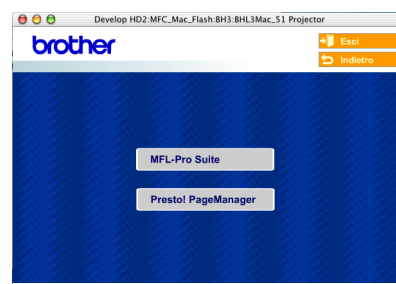 Develop HD2:MFC_Mac_Flash:BH3:BHL3Mac_S1 Projector
brother
Esci
Indietro
MFL-Pro Suite
Presto! PageManager